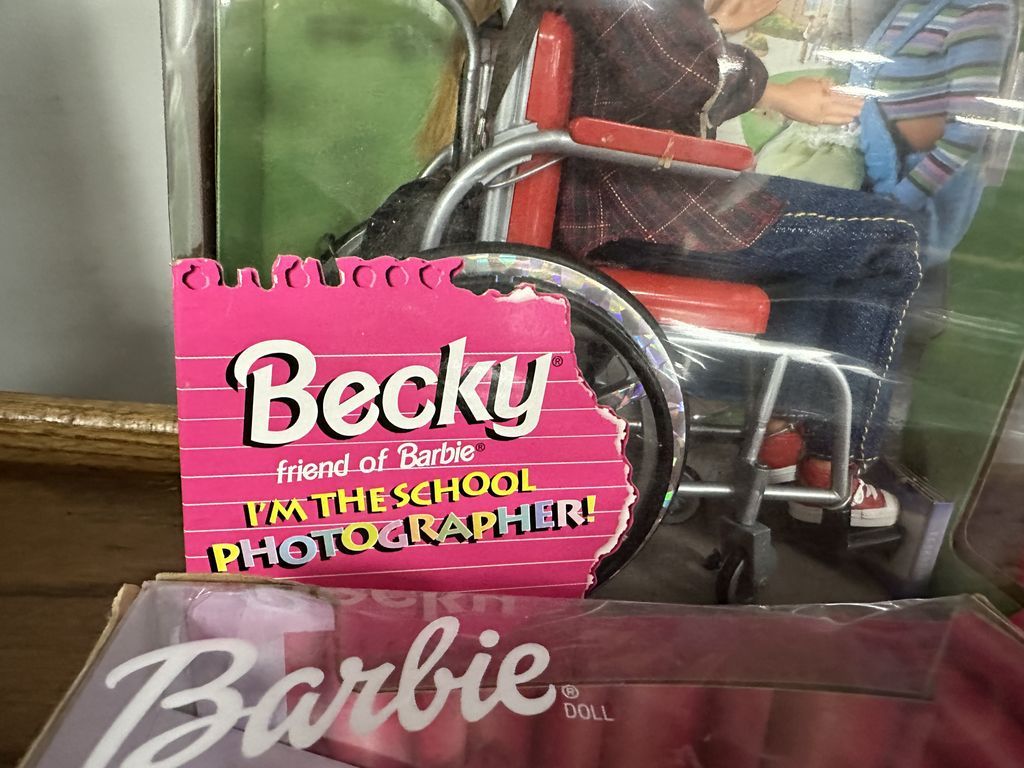 Becky®
friend of Barbie®
I'M THE SCHOOL
PHOTOGRAPHER!
Barbie®
DOLL